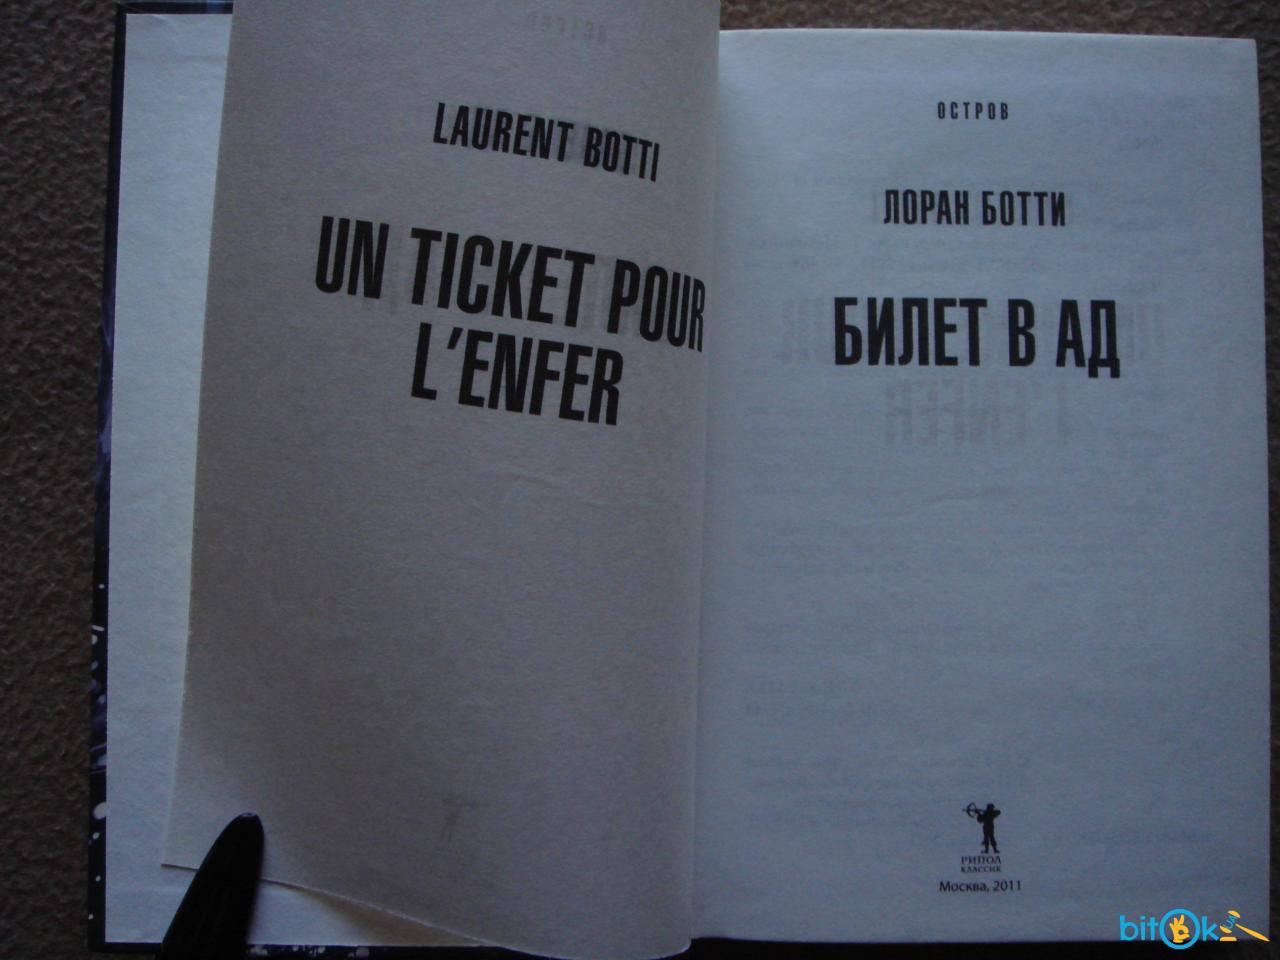 LAURENT BOTTI
UN TICKET POUR
L'ENFER
ОСТРОВ
ЛОРАН БОТТИ
БИЛЕТ В АД
РИПОЛ
КЛАССИК
Москва, 2011
bitOk